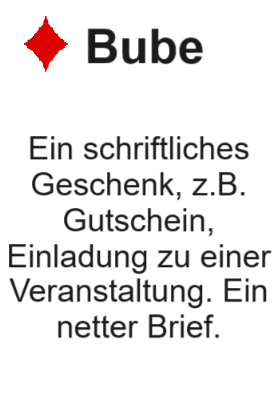 Bube
Ein schriftliches
Geschenk, z.B.
Gutschein,
Einladung zu einer
Veranstaltung. Ein
netter Brief.